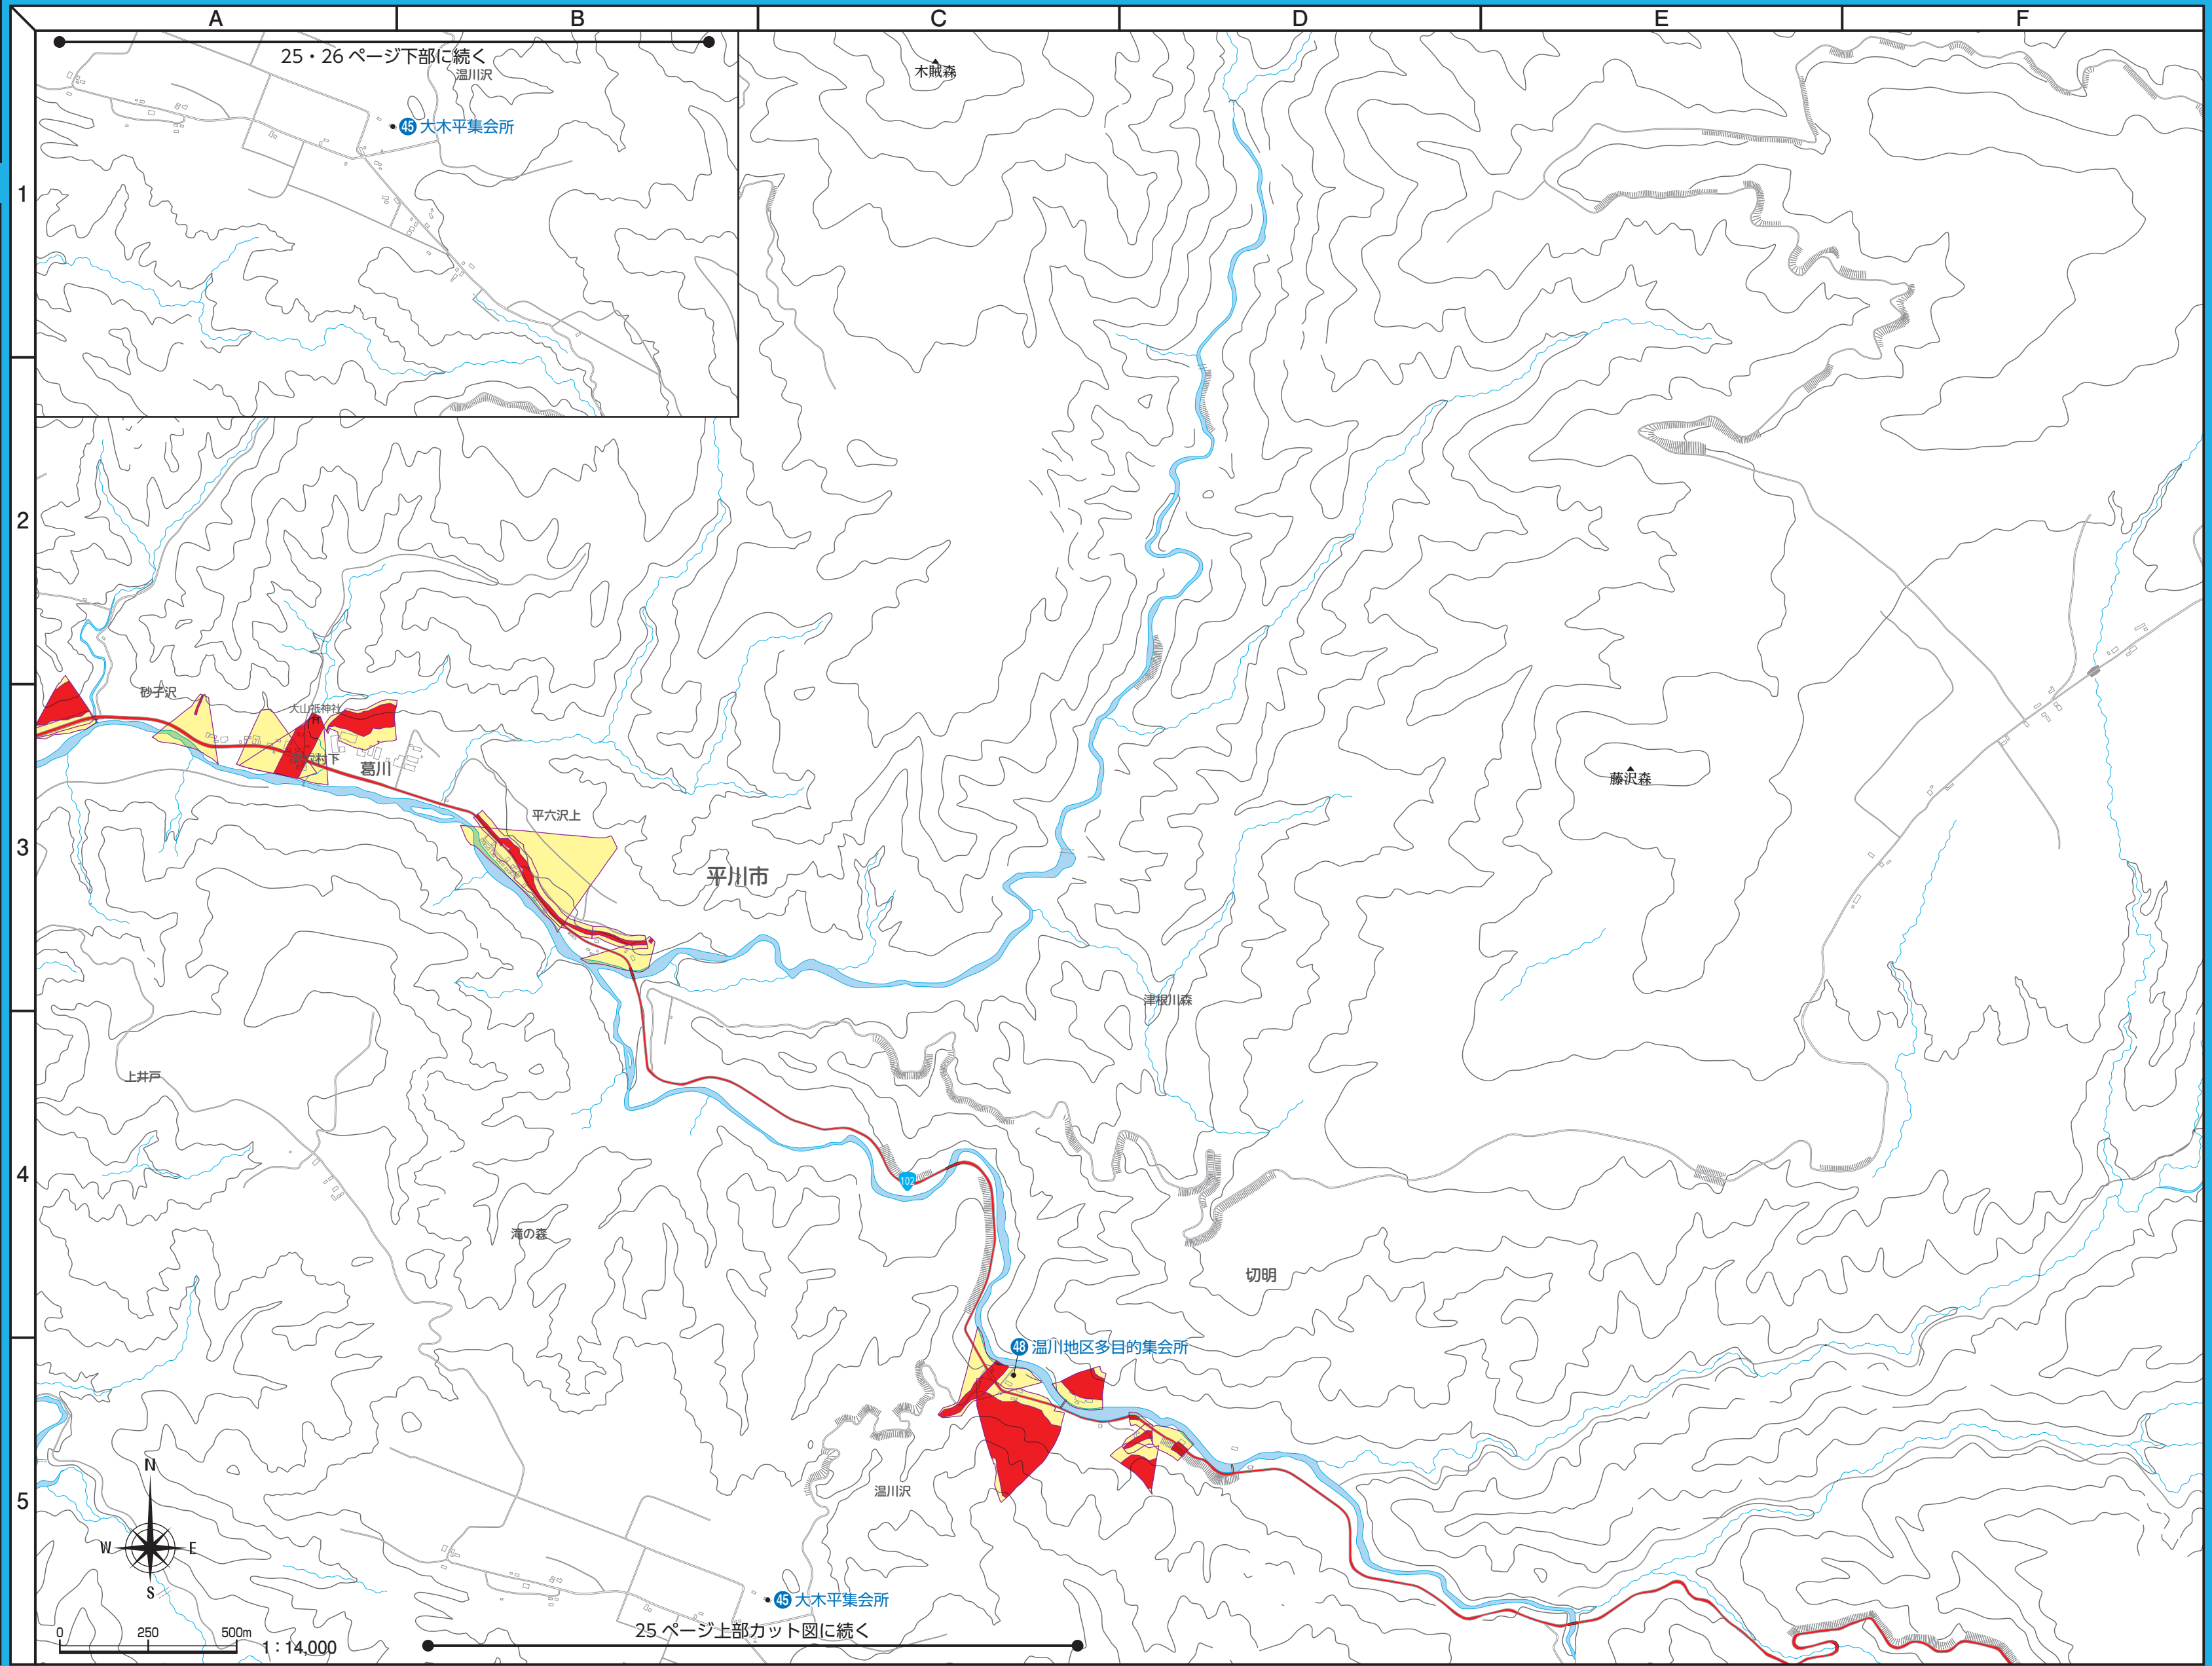 A B C D E F
25・26 ページ下部に続く
温川沢
木賊森
45 大木平集会所
1
2
砂子沢
大山祇神社
葛川
平六沢上
藤沢森
3
平川市
津根川森
上井戸
4
102
滝の森
切明
48 温川地区多目的集会所
N
温川沢
5
W E
S
45 大木平集会所
25 ページ上部カット図に続く
0 250 500m
1：14,000